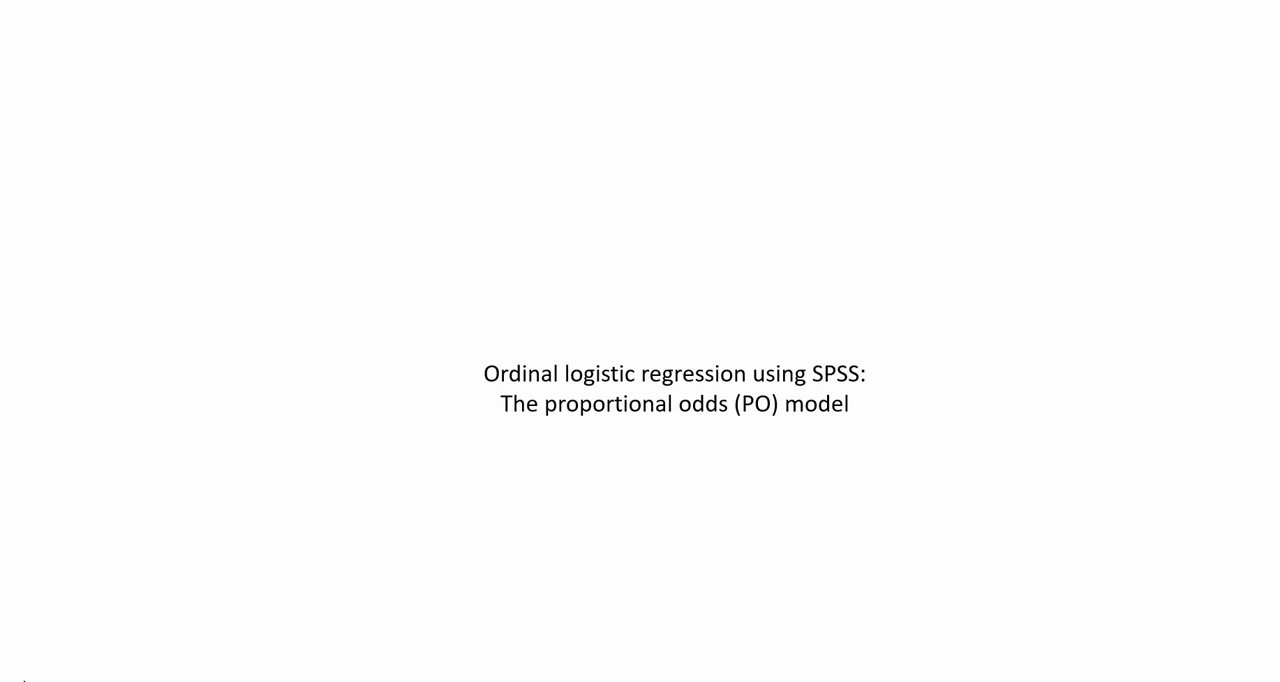 Ordinal logistic regression using SPSS:
The proportional odds (PO) model